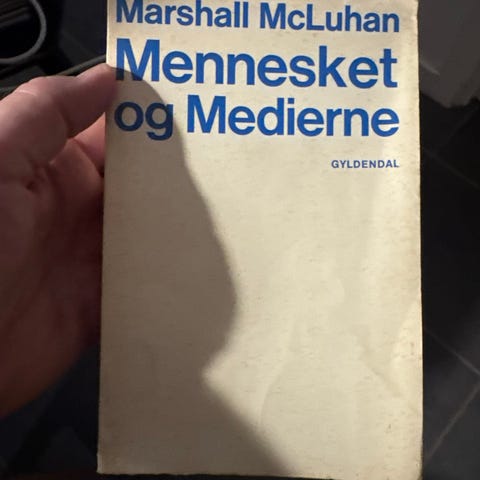 Marshall McLuhan
Mennesket
og Medierne
GYLDENDAL